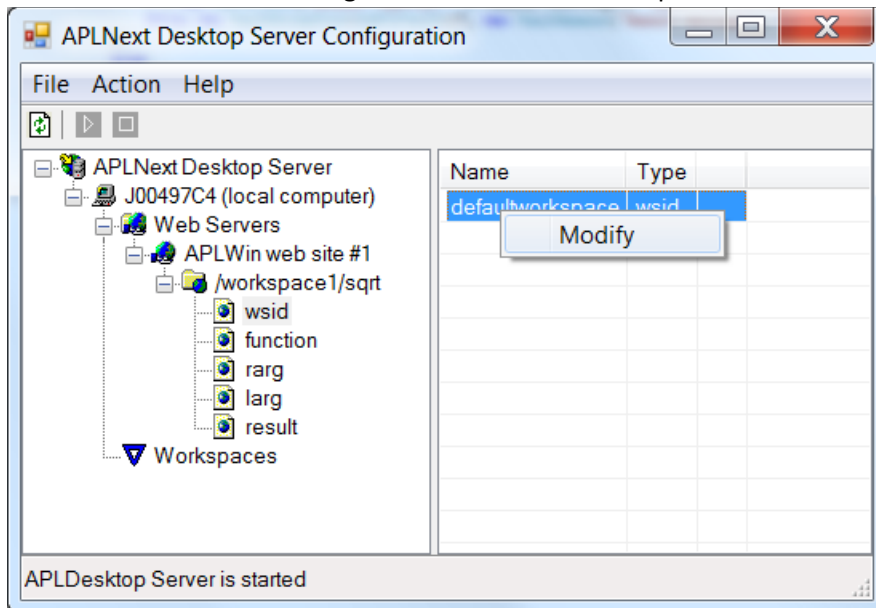 APLNext Desktop Server Configurati
File Action Help
APLNext Desktop Server
J00497C4 (local computer)
Web Servers
APLWin web site #1
/workspace1/sqrt
wsid
function
rarg
larg
result
Workspaces
Name Type
defaultworkspace wsid
Modify
APLDesktop Server is started